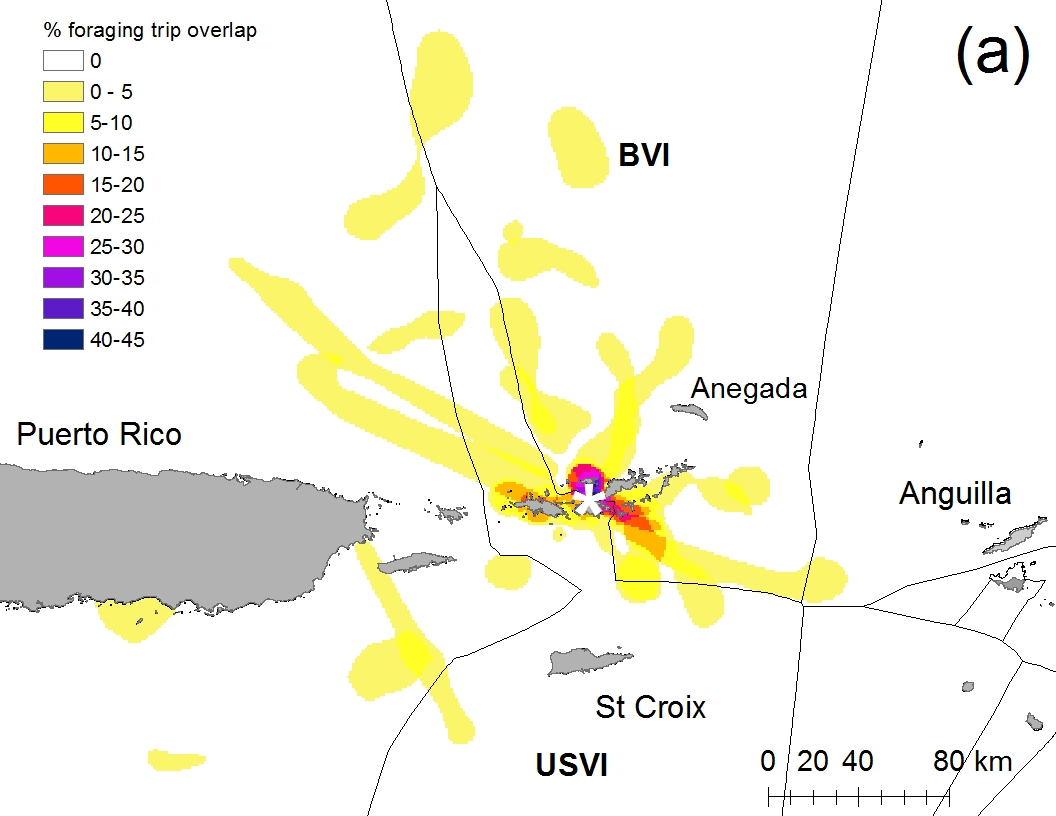 % foraging trip overlap
0
0 - 5
5-10
10-15
15-20
20-25
25-30
30-35
35-40
40-45
(a)
BVI
Anegada
Puerto Rico
Anguilla
St Croix
USVI
0 20 40 80 km